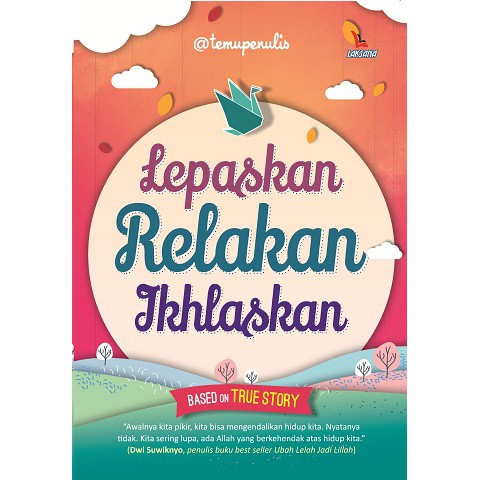 @temupenulis
LAKSANA
Lepaskan
Relakan
Ikhlaskan
BASED ON TRUE STORY
“Awalnya kita pikir, kita bisa mengendalikan hidup kita. Nyatanya
tidak. Kita sering lupa, ada Allah yang berkehendak atas hidup kita.”
(Dwi Suwiknyo, penulis buku best seller Ubah Lelah Jadi Lillah)